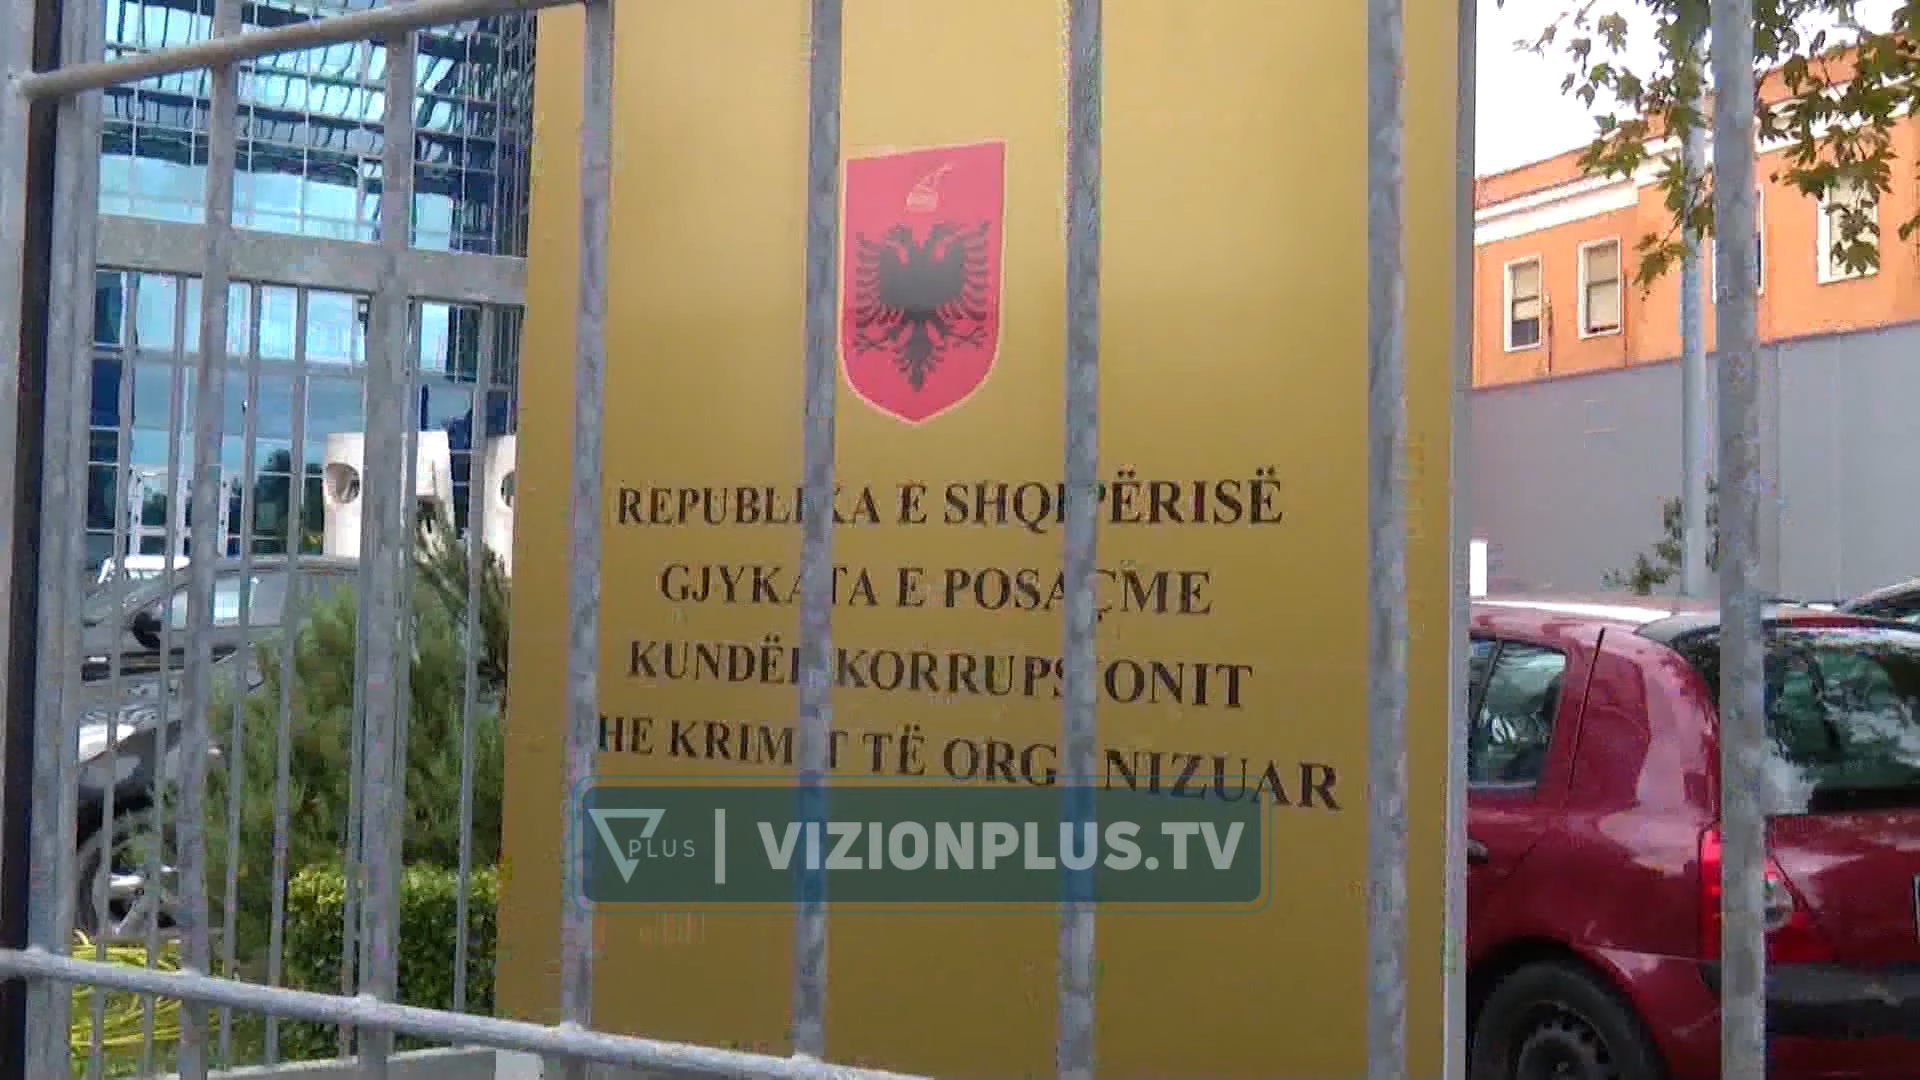 REPUBLIKA E SHQIPËRISË
GJYKATA E POSAÇME
KUNDËR KORRUPSIONIT
DHE KRIMIT TË ORGANIZUAR
PLUS | VIZIONPLUS.TV